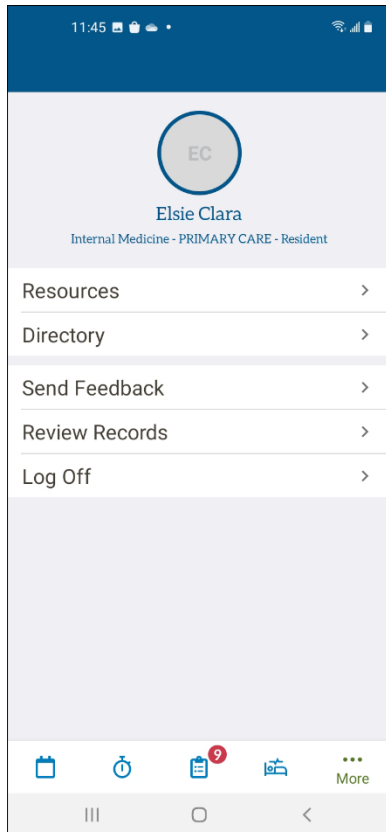 11:45
EC
Elsie Clara
Internal Medicine - PRIMARY CARE - Resident
Resources
Directory
Send Feedback
Review Records
Log Off
9
More